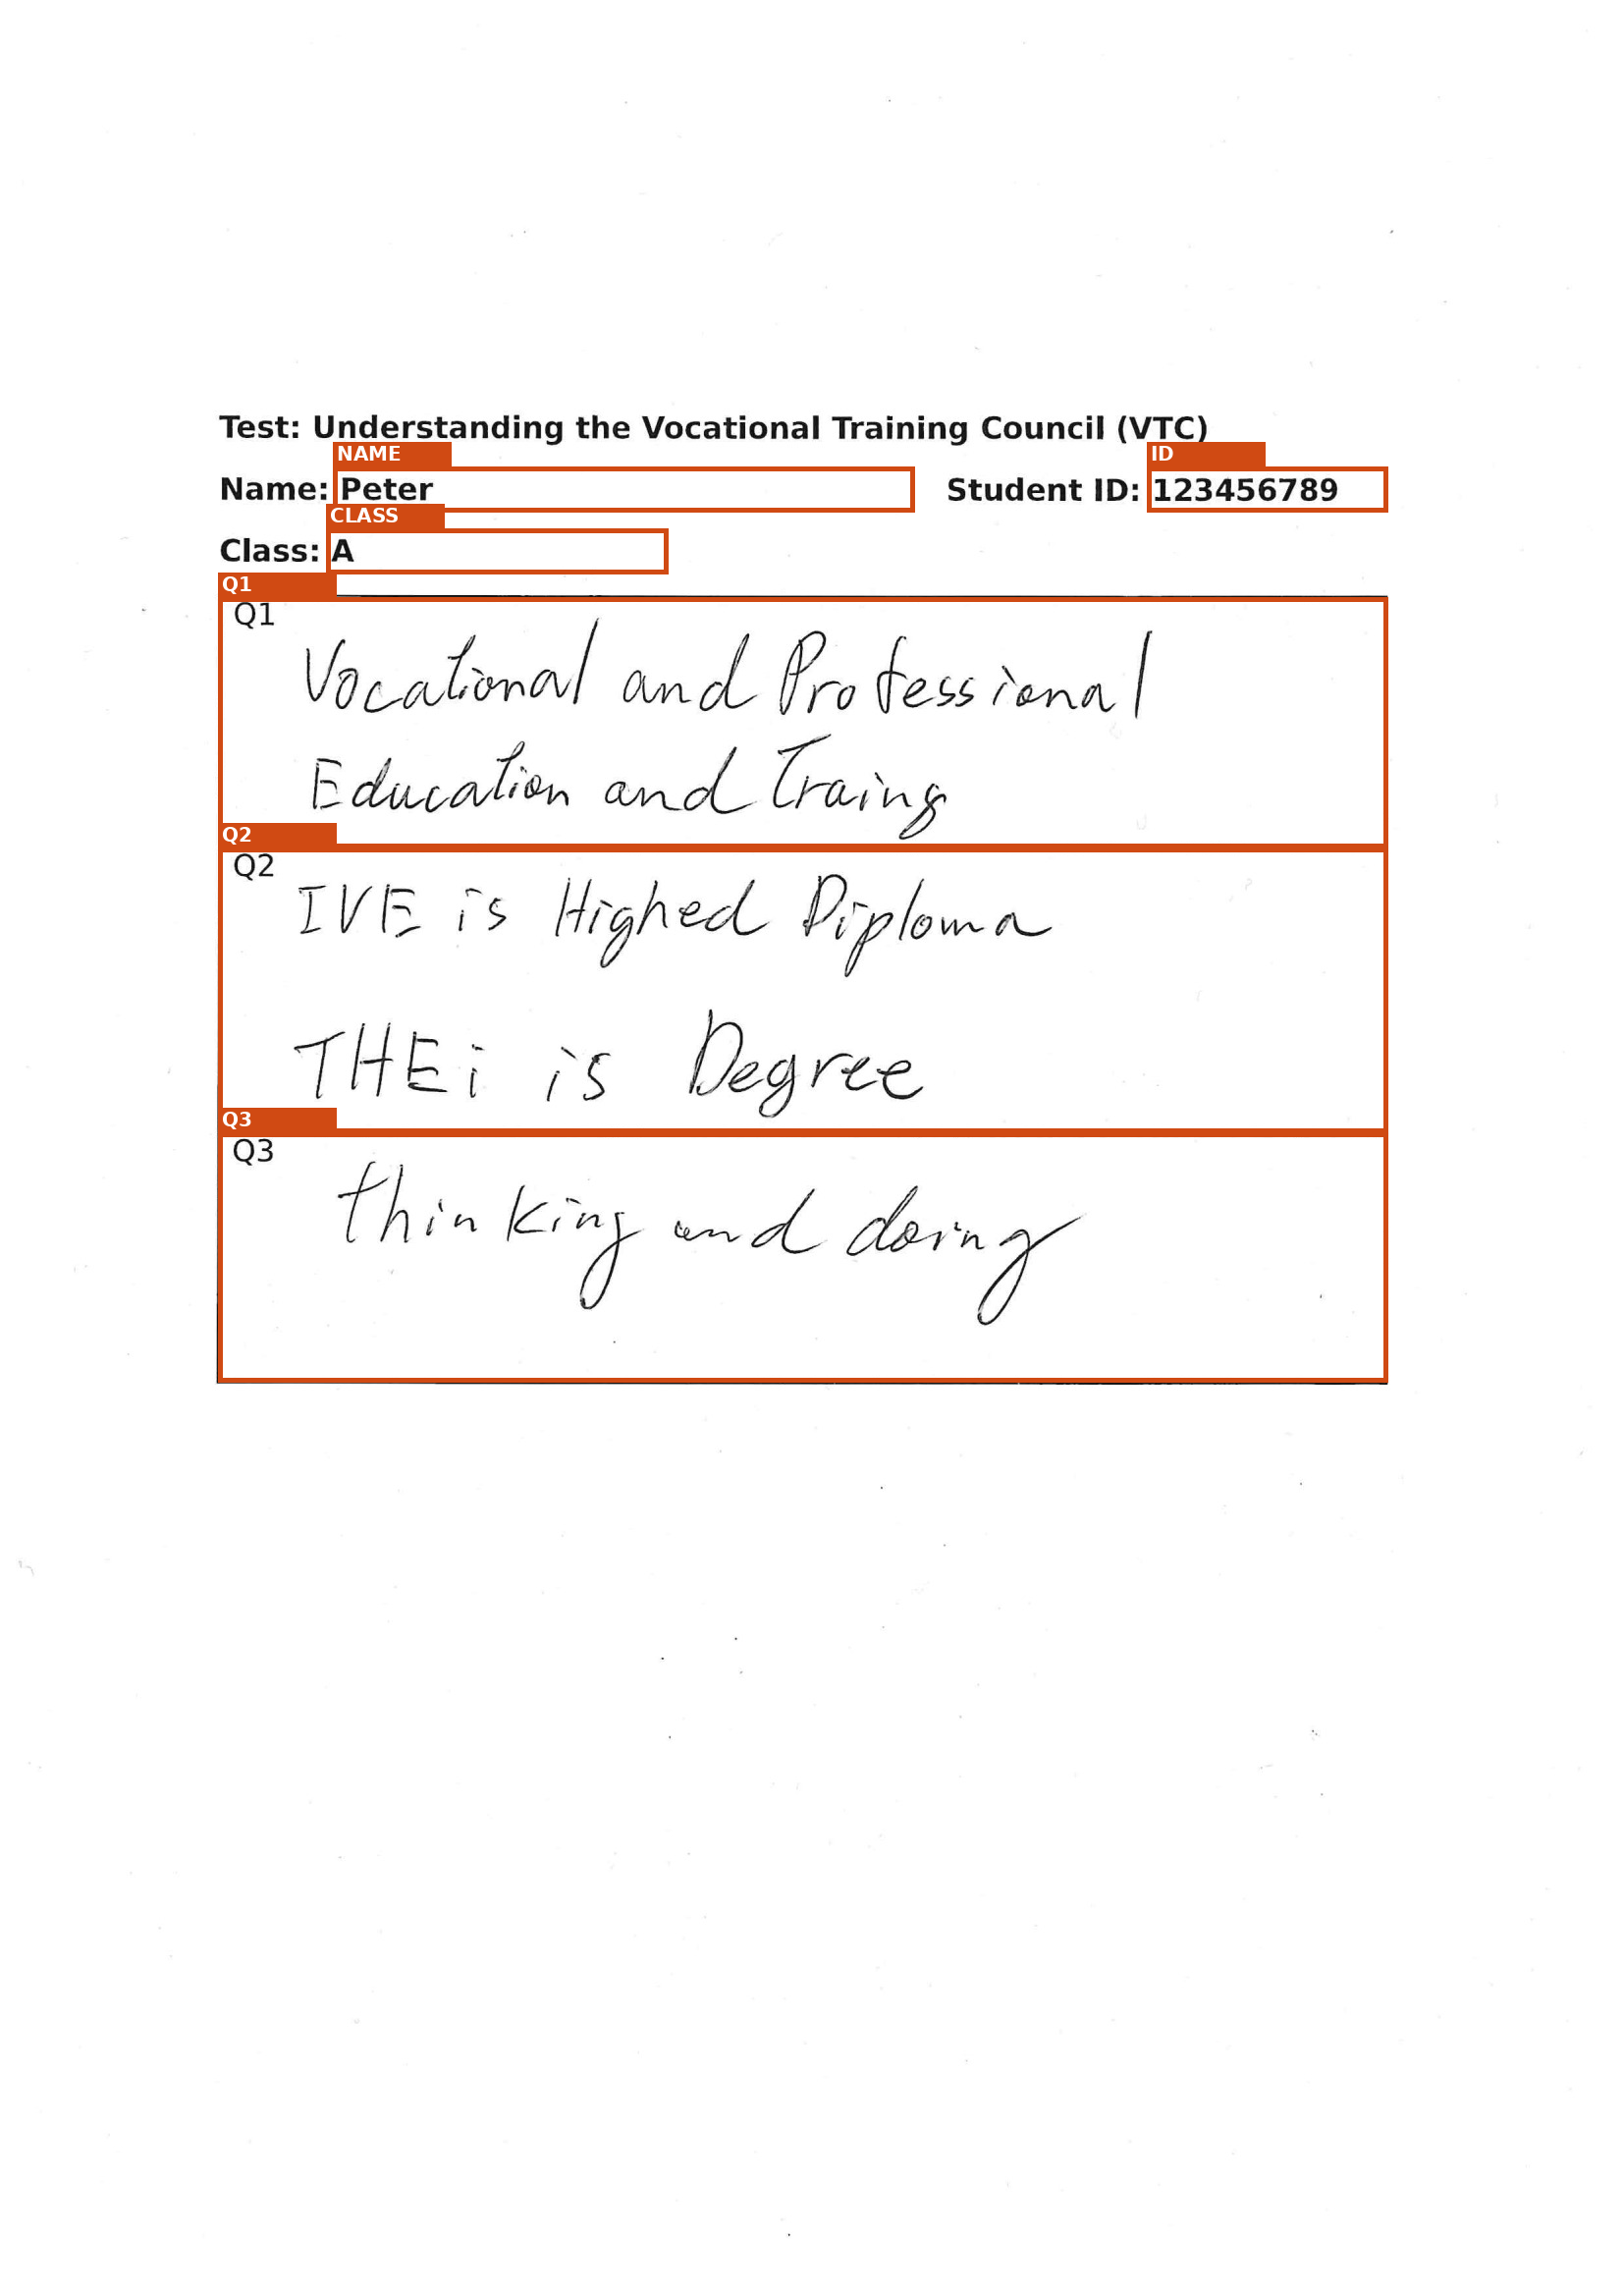 Test: Understanding the Vocational Training Council (VTC)
NAME
ID
Name: Peter
Student ID: 123456789
CLASS
Class: A
Q1
Q1
Vocational and Professional
Education and Traing
Q2
Q2
IVE is Highed Diploma
THEi is Degree
Q3
Q3
thinking and doing